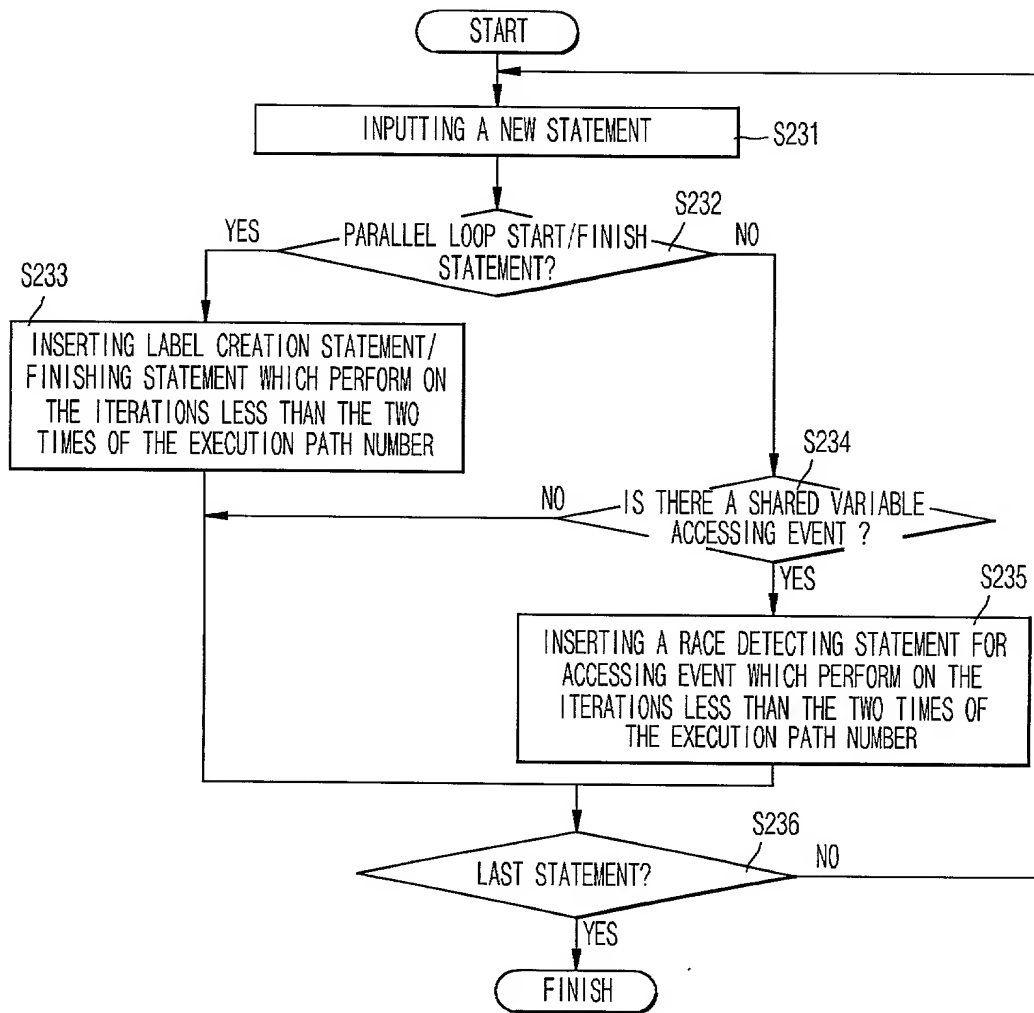 START
INPUTTING A NEW STATEMENT
S231
S232
YES
PARALLEL LOOP START/FINISH
STATEMENT?
NO
S233
INSERTING LABEL CREATION STATEMENT/
FINISHING STATEMENT WHICH PERFORM ON
THE ITERATIONS LESS THAN THE TWO
TIMES OF THE EXECUTION PATH NUMBER
S234
NO
IS THERE A SHARED VARIABLE
ACCESSING EVENT ?
YES
S235
INSERTING A RACE DETECTING STATEMENT FOR
ACCESSING EVENT WHICH PERFORM ON THE
ITERATIONS LESS THAN THE TWO TIMES OF
THE EXECUTION PATH NUMBER
S236
LAST STATEMENT?
NO
YES
FINISH